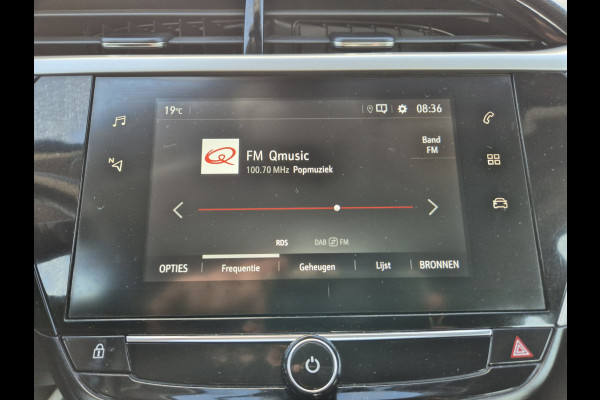 19°C
08:36
FM Qmusic
100.70 MHz Popmuziek
Band
FM
N
RDS
DAB FM
OPTIES
Frequentie
Geheugen
Lijst
BRONNEN